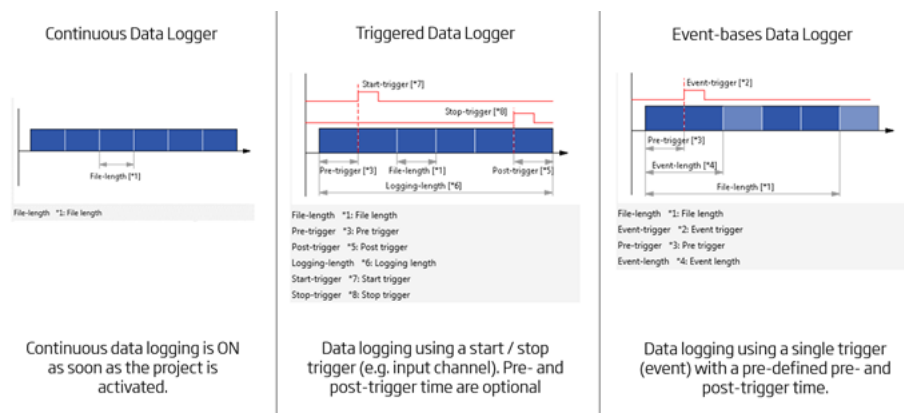 Continuous Data Logger
File-length [*1]
File-length *1: File length
Continuous data logging is ON
as soon as the project is
activated.
Triggered Data Logger
Start-trigger [*7]
Stop-trigger [*8]
Pre-trigger [*3]
File-length [*1]
Post-trigger [*5]
Logging-length [*6]
File-length *1: File length
Pre-trigger *3: Pre trigger
Post-trigger *5: Post trigger
Logging-length *6: Logging length
Start-trigger *7: Start trigger
Stop-trigger *8: Stop trigger
Data logging using a start / stop
trigger (e.g. input channel). Pre- and
post-trigger time are optional
Event-bases Data Logger
Event-trigger [*2]
Pre-trigger [*3]
Event-length [*4]
File-length [*1]
File-length *1: File length
Event-trigger *2: Event trigger
Pre-trigger *3: Pre trigger
Event-length *4: Event length
Data logging using a single trigger
(event) with a pre-defined pre- and
post-trigger time.